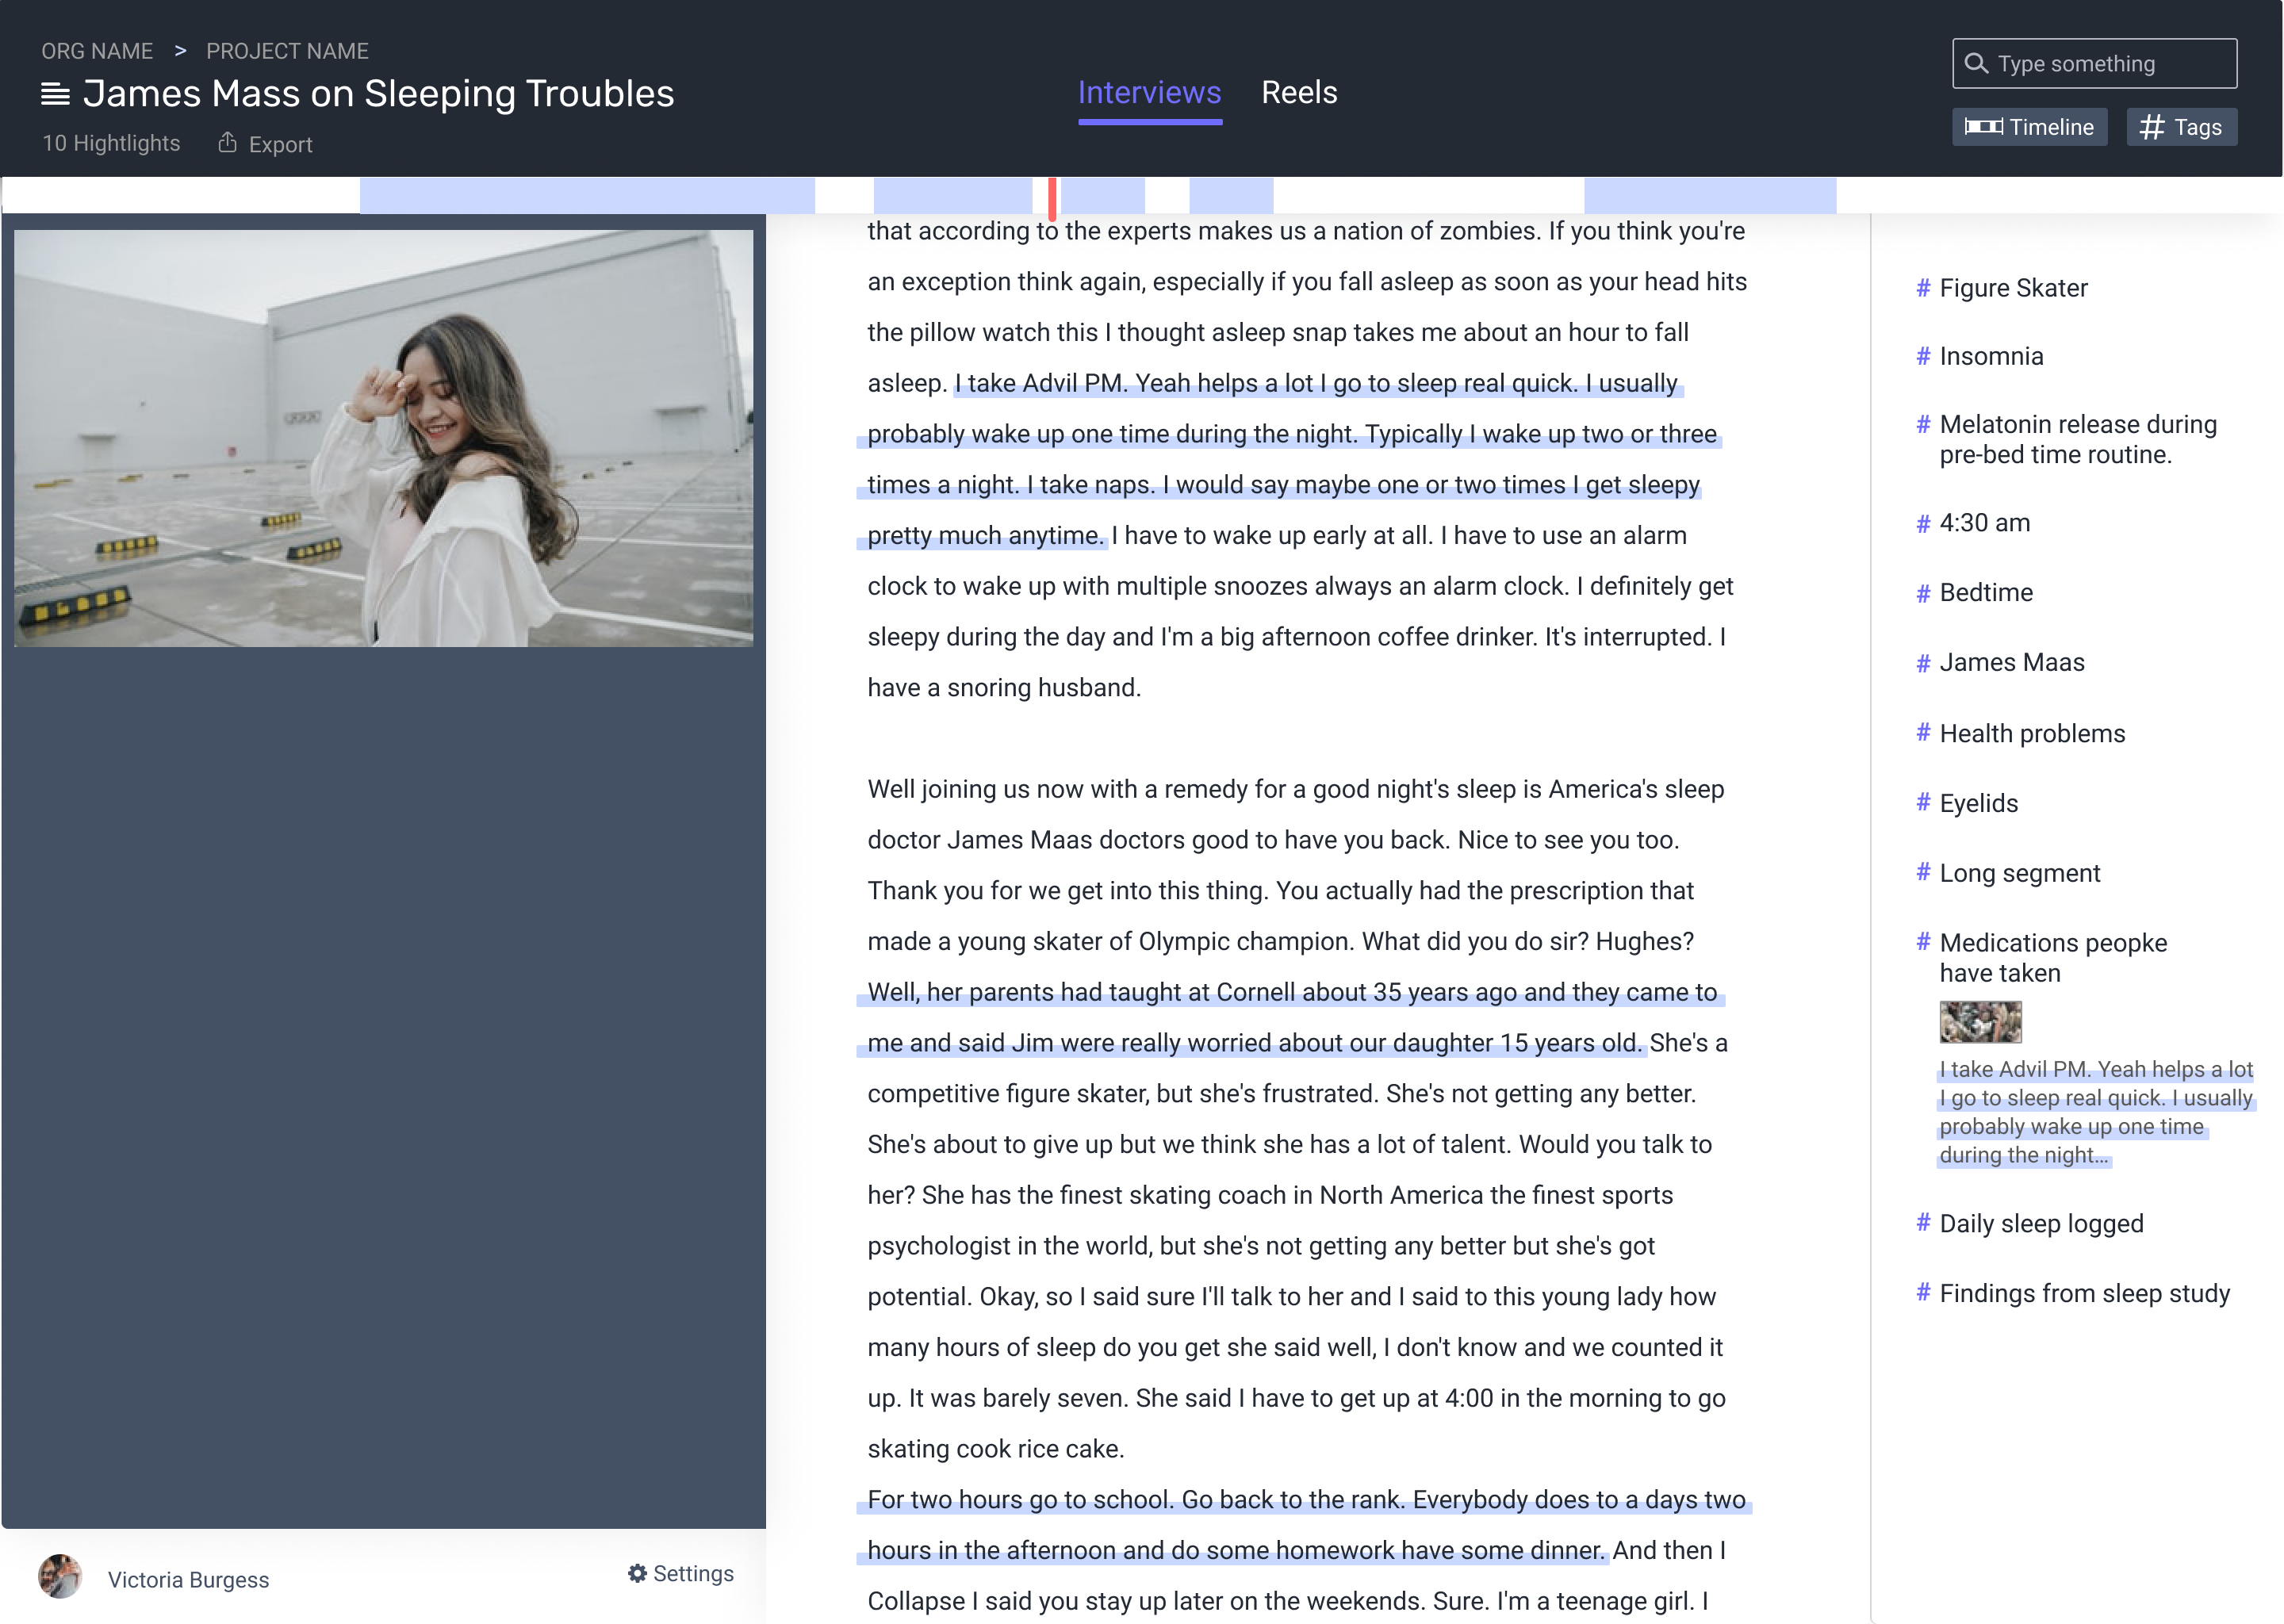 ORG NAME > PROJECT NAME
James Mass on Sleeping Troubles
10 Hightlights Export
Interviews Reels
Type something
Timeline # Tags
that according to the experts makes us a nation of zombies. If you think you're
an exception think again, especially if you fall asleep as soon as your head hits
the pillow watch this I thought asleep snap takes me about an hour to fall
asleep. I take Advil PM. Yeah helps a lot I go to sleep real quick. I usually
probably wake up one time during the night. Typically I wake up two or three
times a night. I take naps. I would say maybe one or two times I get sleepy
pretty much anytime. I have to wake up early at all. I have to use an alarm
clock to wake up with multiple snoozes always an alarm clock. I definitely get
sleepy during the day and I'm a big afternoon coffee drinker. It's interrupted. I
have a snoring husband.
Well joining us now with a remedy for a good night's sleep is America's sleep
doctor James Maas doctors good to have you back. Nice to see you too.
Thank you for we get into this thing. You actually had the prescription that
made a young skater of Olympic champion. What did you do sir? Hughes?
Well, her parents had taught at Cornell about 35 years ago and they came to
me and said Jim were really worried about our daughter 15 years old. She's a
competitive figure skater, but she's frustrated. She's not getting any better.
She's about to give up but we think she has a lot of talent. Would you talk to
her? She has the finest skating coach in North America the finest sports
psychologist in the world, but she's not getting any better but she's got
potential. Okay, so I said sure I'll talk to her and I said to this young lady how
many hours of sleep do you get she said well, I don't know and we counted it
up. It was barely seven. She said I have to get up at 4:00 in the morning to go
skating cook rice cake.
For two hours go to school. Go back to the rank. Everybody does to a days two
hours in the afternoon and do some homework have some dinner. And then I
Collapse I said you stay up later on the weekends. Sure. I'm a teenage girl. I
# Figure Skater
# Insomnia
# Melatonin release during
pre-bed time routine.
# 4:30 am
# Bedtime
# James Maas
# Health problems
# Eyelids
# Long segment
# Medications peopke
have taken
I take Advil PM. Yeah helps a lot
I go to sleep real quick. I usually
probably wake up one time
during the night...
# Daily sleep logged
# Findings from sleep study
Victoria Burgess
Settings